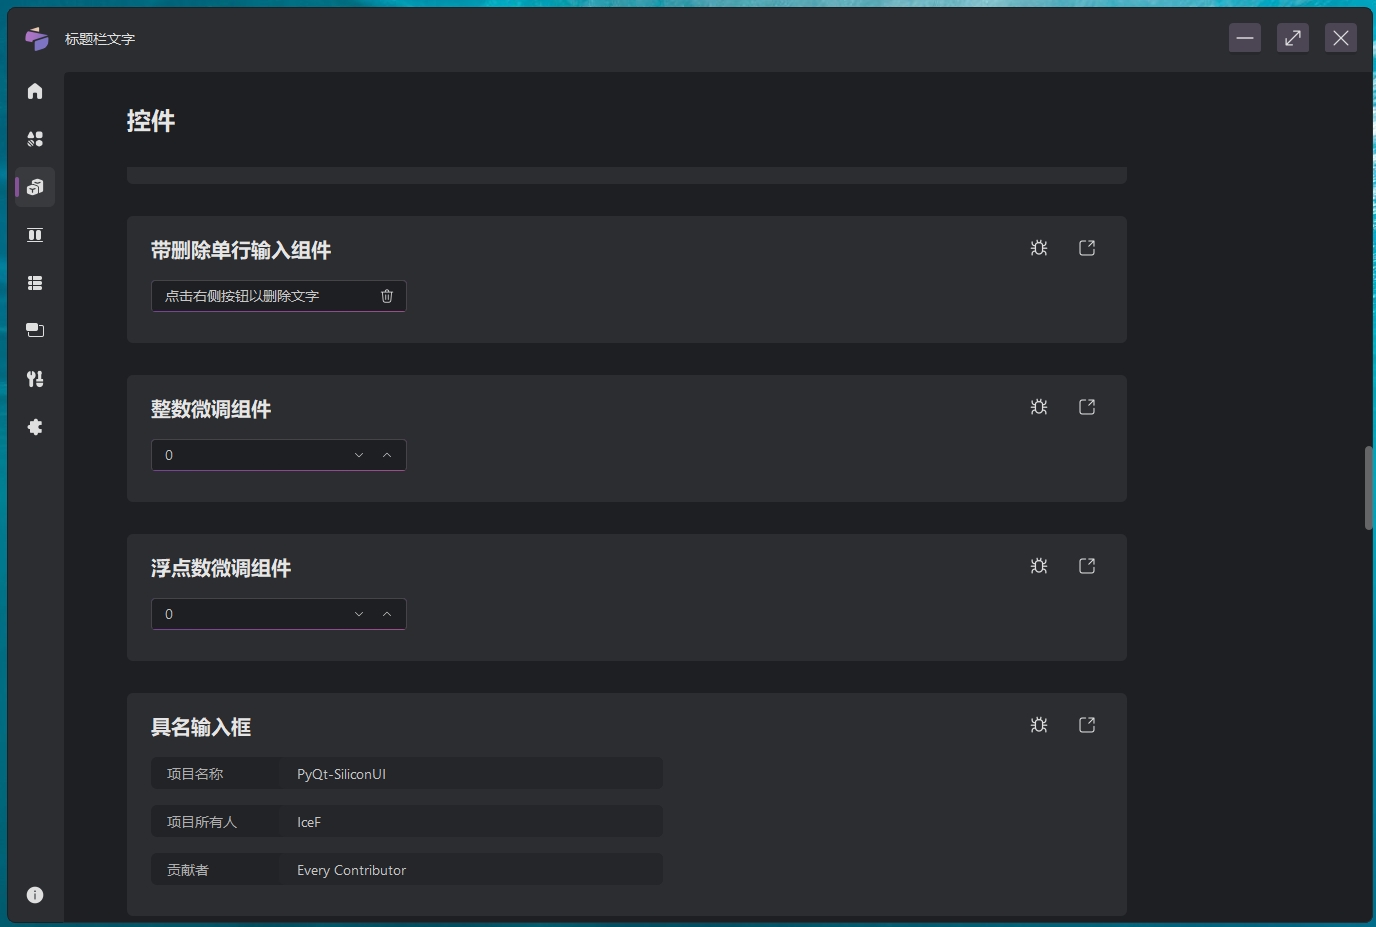 标题栏文字
控件
带删除单行输入组件
点击右侧按钮以删除文字
整数微调组件
0
浮点数微调组件
0
具名输入框
项目名称 PyQt-SiliconUI
项目所有人 IceF
贡献者 Every Contributor